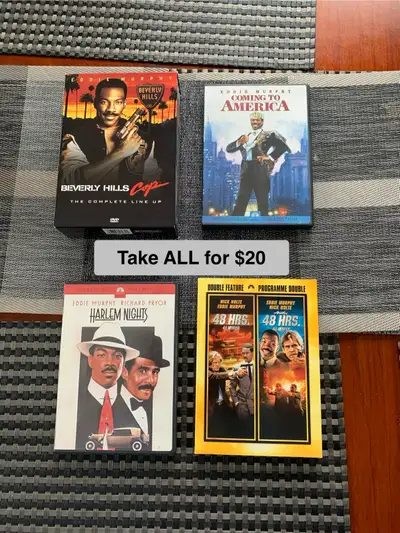 EDDIE MURPHY
BEVERLY HILLS
BEVERLY HILLS Cop
THE COMPLETE LINE UP
DVD
EDDIE MURPHY
COMING TO
AMERICA
Take ALL for $20
EDDIE MURPHY RICHARD PRYOR
HARLEM NIGHTS
DOUBLE FEATURE PROGRAMME DOUBLE
NICK NOLTE
EDDIE MURPHY
48 HRS.
EDDIE MURPHY
NICK NOLTE
48 HRS.